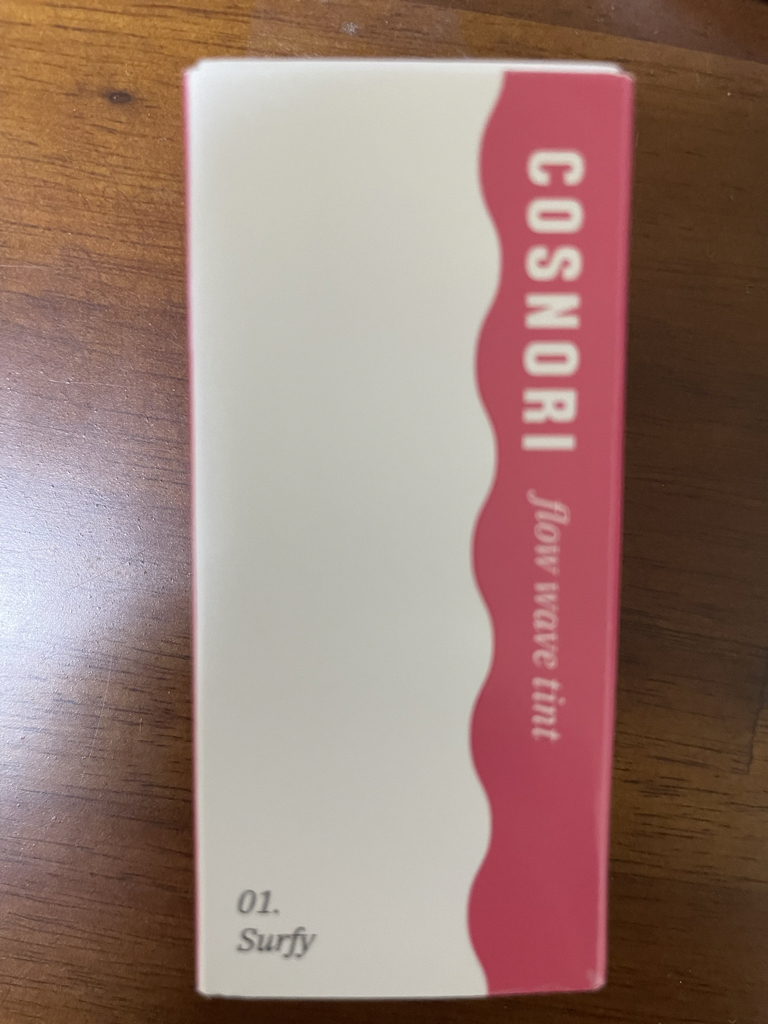 COSNORI flow wave tint
01.
Surfy